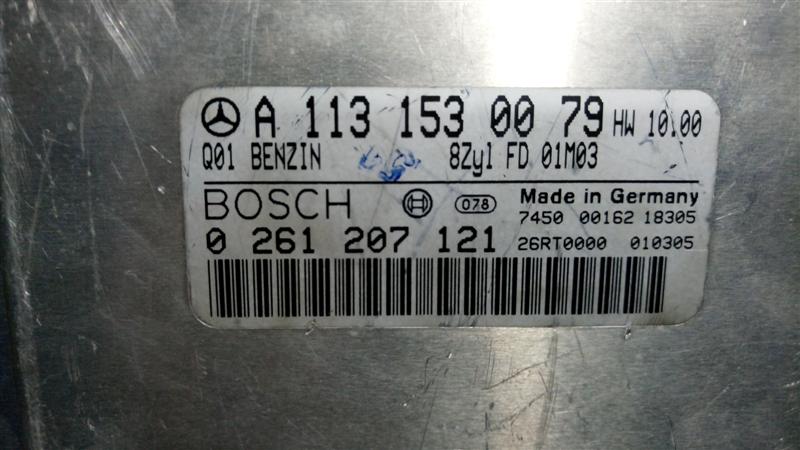 A 113 153 00 79 HW 10.00
Q01 BENZIN 8Zyl FD 01M03
BOSCH 078 Made in Germany
7450 00162 18305
0 261 207 121 26RT0000 010305